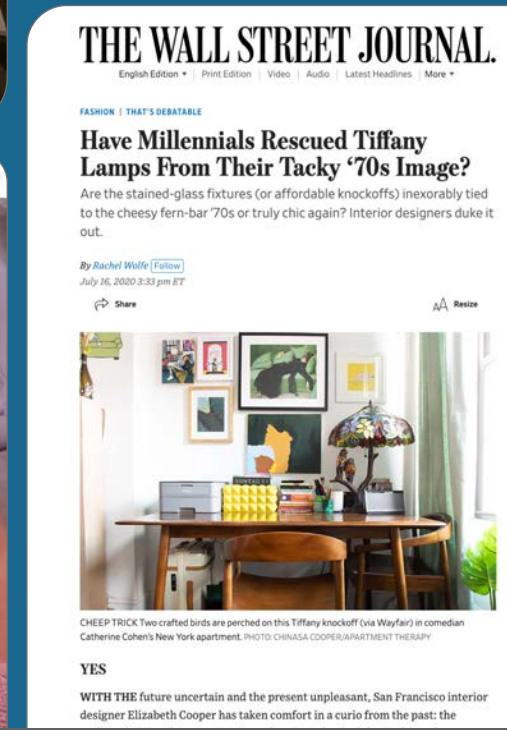 THE WALL STREET JOURNAL.
English Edition ▾ | Print Edition | Video | Audio | Latest Headlines | More ▾
FASHION | THAT'S DEBATABLE
Have Millennials Rescued Tiffany
Lamps From Their Tacky ‘70s Image?
Are the stained-glass fixtures (or affordable knockoffs) inexorably tied
to the cheesy fern-bar ’70s or truly chic again? Interior designers duke it
out.
By Rachel Wolfe Follow
July 16, 2020 3:33 pm ET
Share
AA Resize
CHEEP TRICK Two crafted birds are perched on this Tiffany knockoff (via Wayfair) in comedian
Catherine Cohen's New York apartment. PHOTO: CHINASA COOPER/APARTMENT THERAPY
YES
WITH THE future uncertain and the present unpleasant, San Francisco interior
designer Elizabeth Cooper has taken comfort in a curio from the past: the